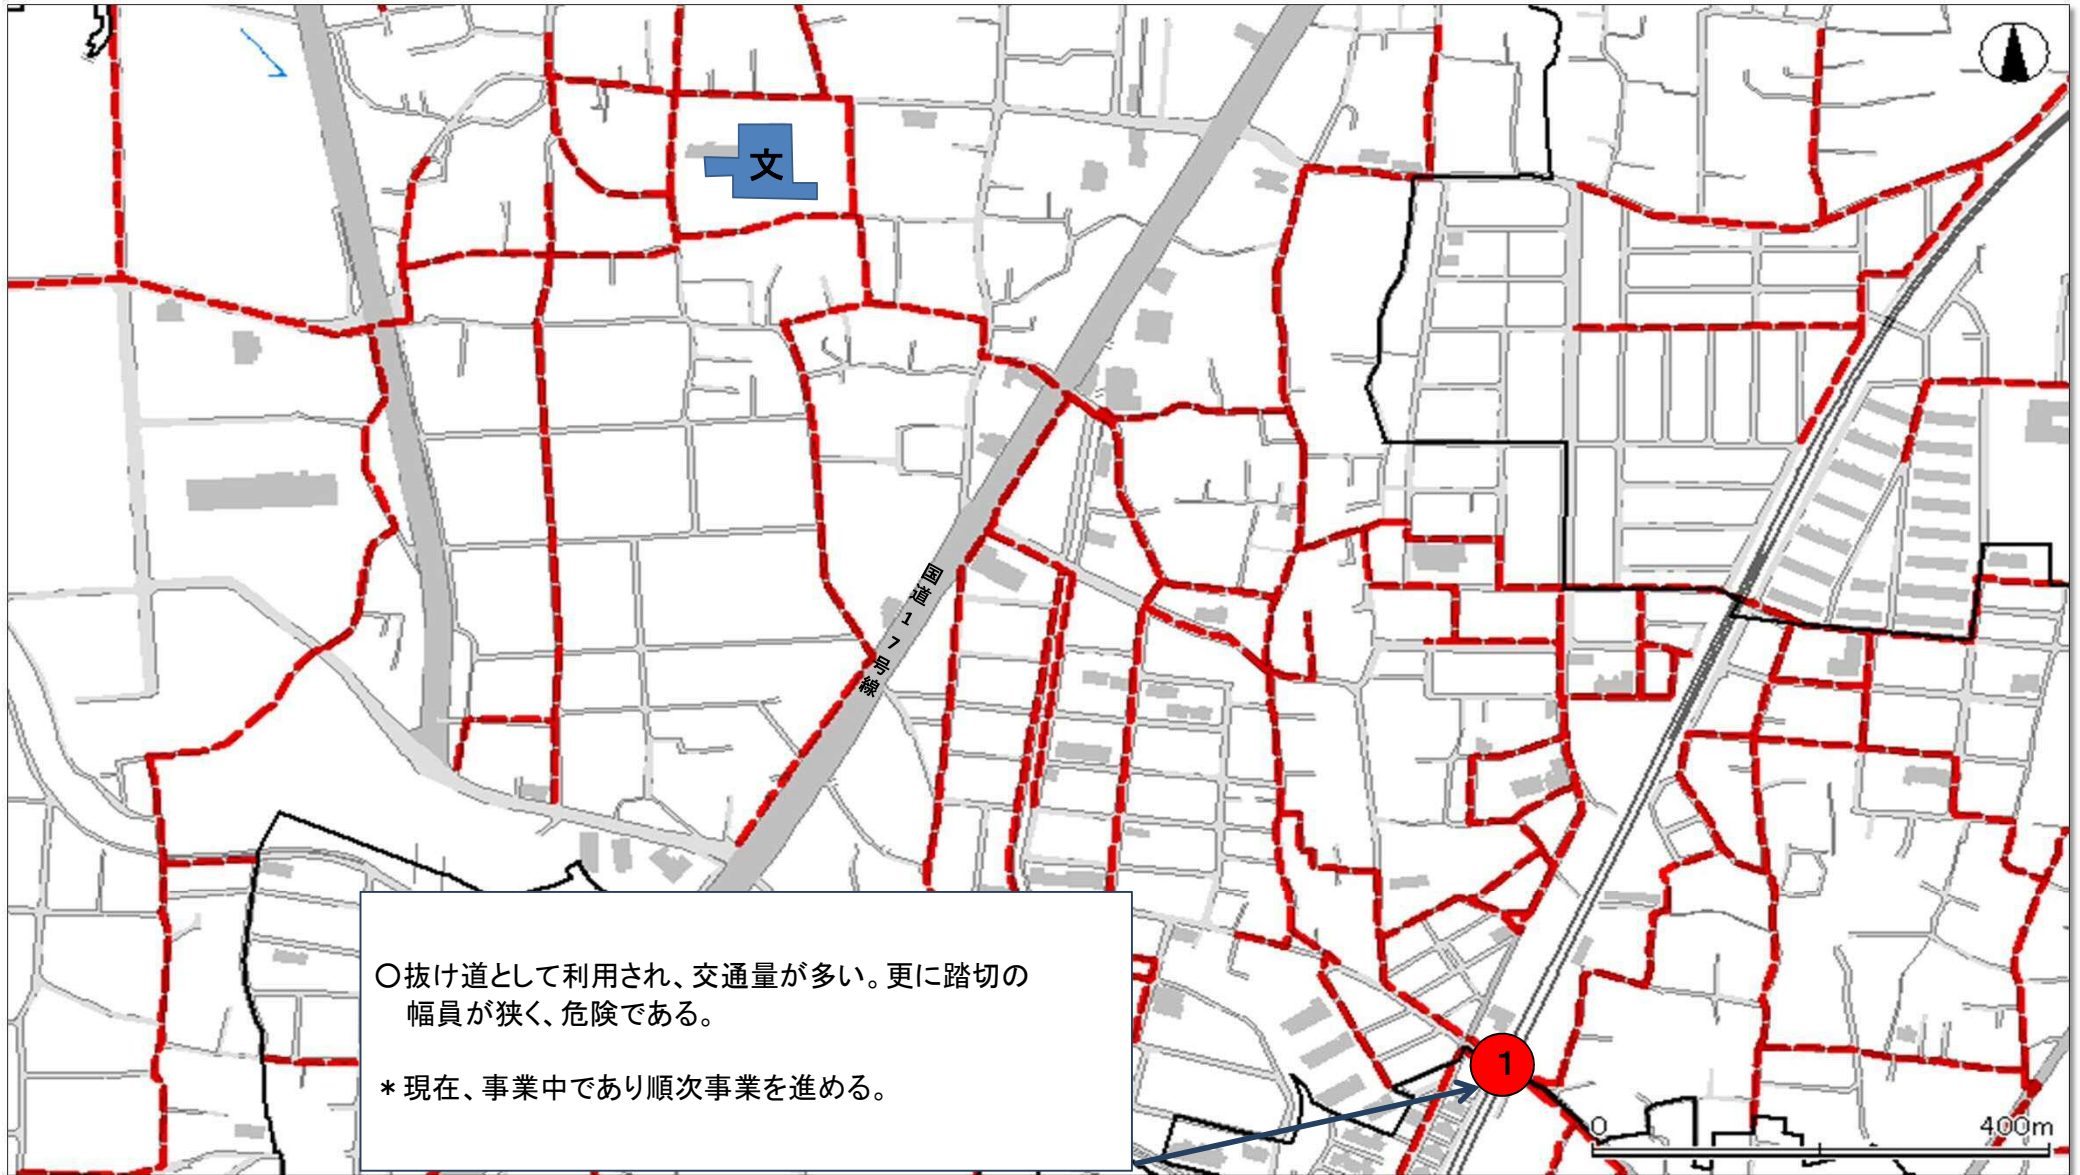 文
国道17号線
○抜け道として利用され、交通量が多い。更に踏切の
幅員が狭く、危険である。
*現在、事業中であり順次事業を進める。
1
0
400m